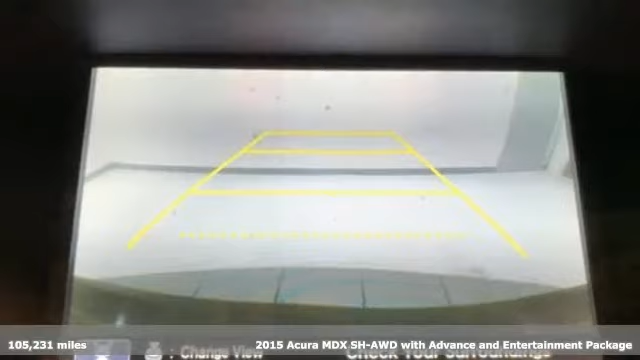 105,231 miles
2015 Acura MDX SH-AWD with Advance and Entertainment Package
: Change View
Check Your Surroundings